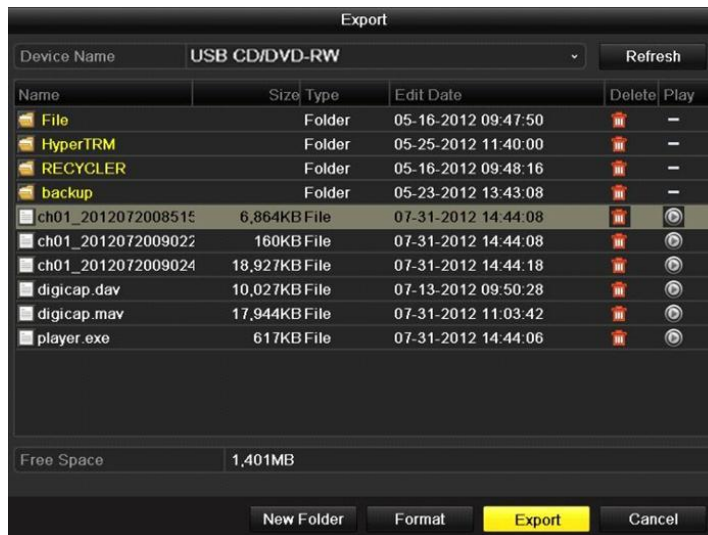 Export
Device Name USB CD/DVD-RW Refresh
Name Size Type Edit Date Delete Play
File Folder 05-16-2012 09:47:50 –
HyperTRM Folder 05-25-2012 11:40:00 –
RECYCLER Folder 05-16-2012 09:48:16 –
backup Folder 05-23-2012 13:43:08 –
ch01_2012072008515 6,864KB File 07-31-2012 14:44:08
ch01_2012072009022 160KB File 07-31-2012 14:44:08
ch01_2012072009024 18,927KB File 07-31-2012 14:44:18
digicap.dav 10,027KB File 07-13-2012 09:50:28
digicap.mav 17,944KB File 07-31-2012 11:03:42
player.exe 617KB File 07-31-2012 14:44:06
Free Space 1,401MB
New Folder Format Export Cancel